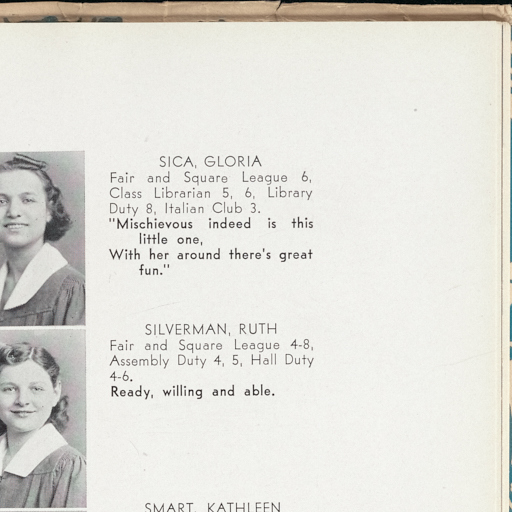 SICA, GLORIA
Fair and Square League 6,
Class Librarian 5, 6, Library
Duty 8, Italian Club 3.
"Mischievous indeed is this
little one,
With her around there's great
fun."
SILVERMAN, RUTH
Fair and Square League 4-8,
Assembly Duty 4, 5, Hall Duty
4-6.
Ready, willing and able.
SMART, KATHLEEN